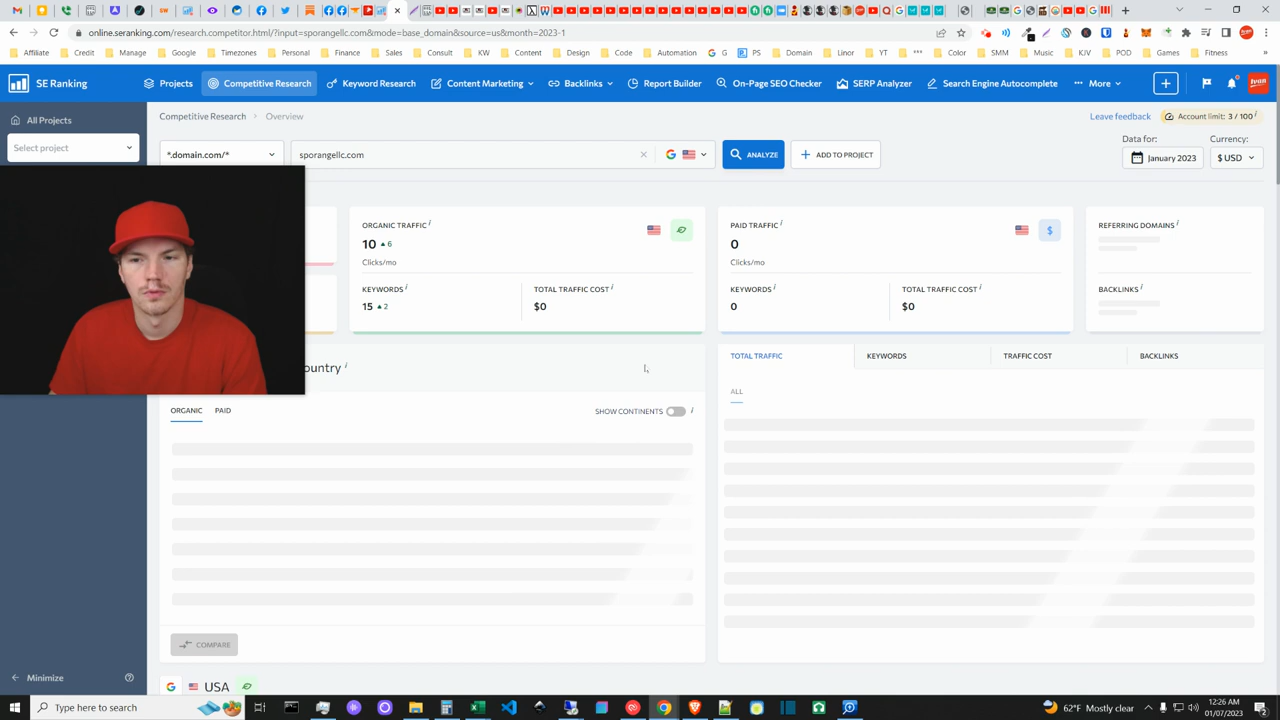 online.seranking.com/research.competitor.html/?input=sporangellc.com&mode=base_domain&source=us&month=2023-1
Affiliate
Credit
Manage
Google
Timezones
Personal
Finance
Sales
Consult
KW
Content
Design
Code
Automation
G
PS
Domain
Linor
YT
Color
SMM
Music
KJV
POD
Games
Fitness
SE Ranking
Projects
Competitive Research
Keyword Research
Content Marketing
Backlinks
Report Builder
On-Page SEO Checker
SERP Analyzer
Search Engine Autocomplete
More
Ivan
All Projects
Select project
Competitive Research > Overview
Leave feedback
Account limit: 3 / 100
*.domain.com/*
sporangellc.com
ANALYZE
ADD TO PROJECT
Data for:
January 2023
Currency:
$ USD
ORGANIC TRAFFIC
10 6
Clicks/mo
KEYWORDS
15 2
TOTAL TRAFFIC COST
$0
PAID TRAFFIC
0
Clicks/mo
KEYWORDS
0
TOTAL TRAFFIC COST
$0
REFERRING DOMAINS
BACKLINKS
ountry
ORGANIC
PAID
SHOW CONTINENTS
TOTAL TRAFFIC
KEYWORDS
TRAFFIC COST
BACKLINKS
ALL
COMPARE
USA
Minimize
Type here to search
62°F Mostly clear
12:26 AM
01/07/2023